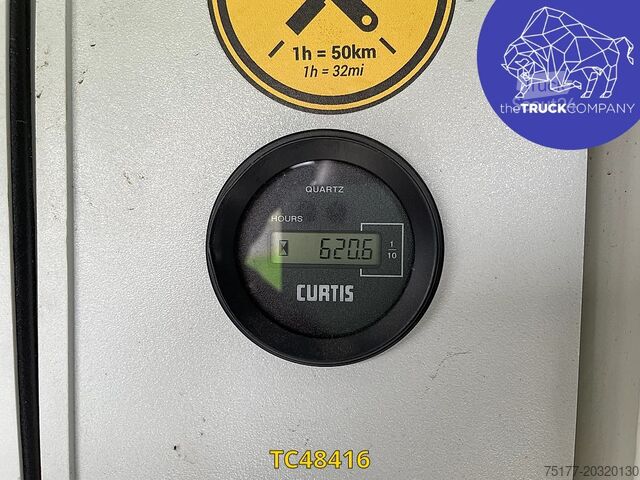 1h = 50km
1h = 32mi
theTRUCKCOMPANY
QUARTZ
HOURS
620.6
1/10
CURTIS
TC48416
75177-20320130